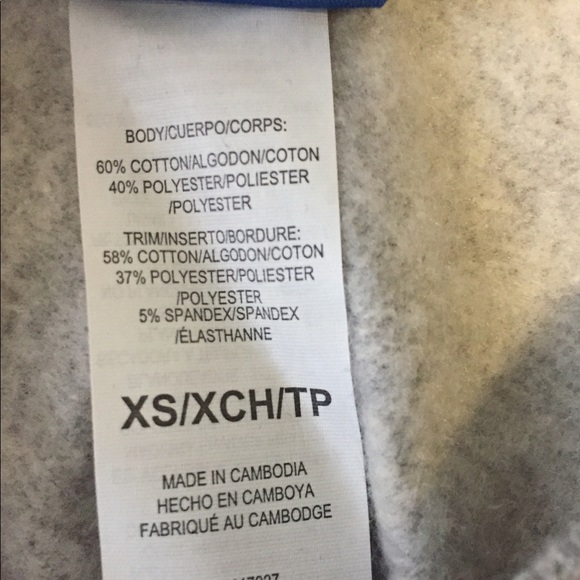 BODY/CUERPO/CORPS:
60% COTTON/ALGODON/COTON
40% POLYESTER/POLIESTER
/POLYESTER
TRIM/INSERTO/BORDURE:
58% COTTON/ALGODON/COTON
37% POLYESTER/POLIESTER
/POLYESTER
5% SPANDEX/SPANDEX
/ÉLASTHANNE
XS/XCH/TP
MADE IN CAMBODIA
HECHO EN CAMBOYA
FABRIQUÉ AU CAMBODGE